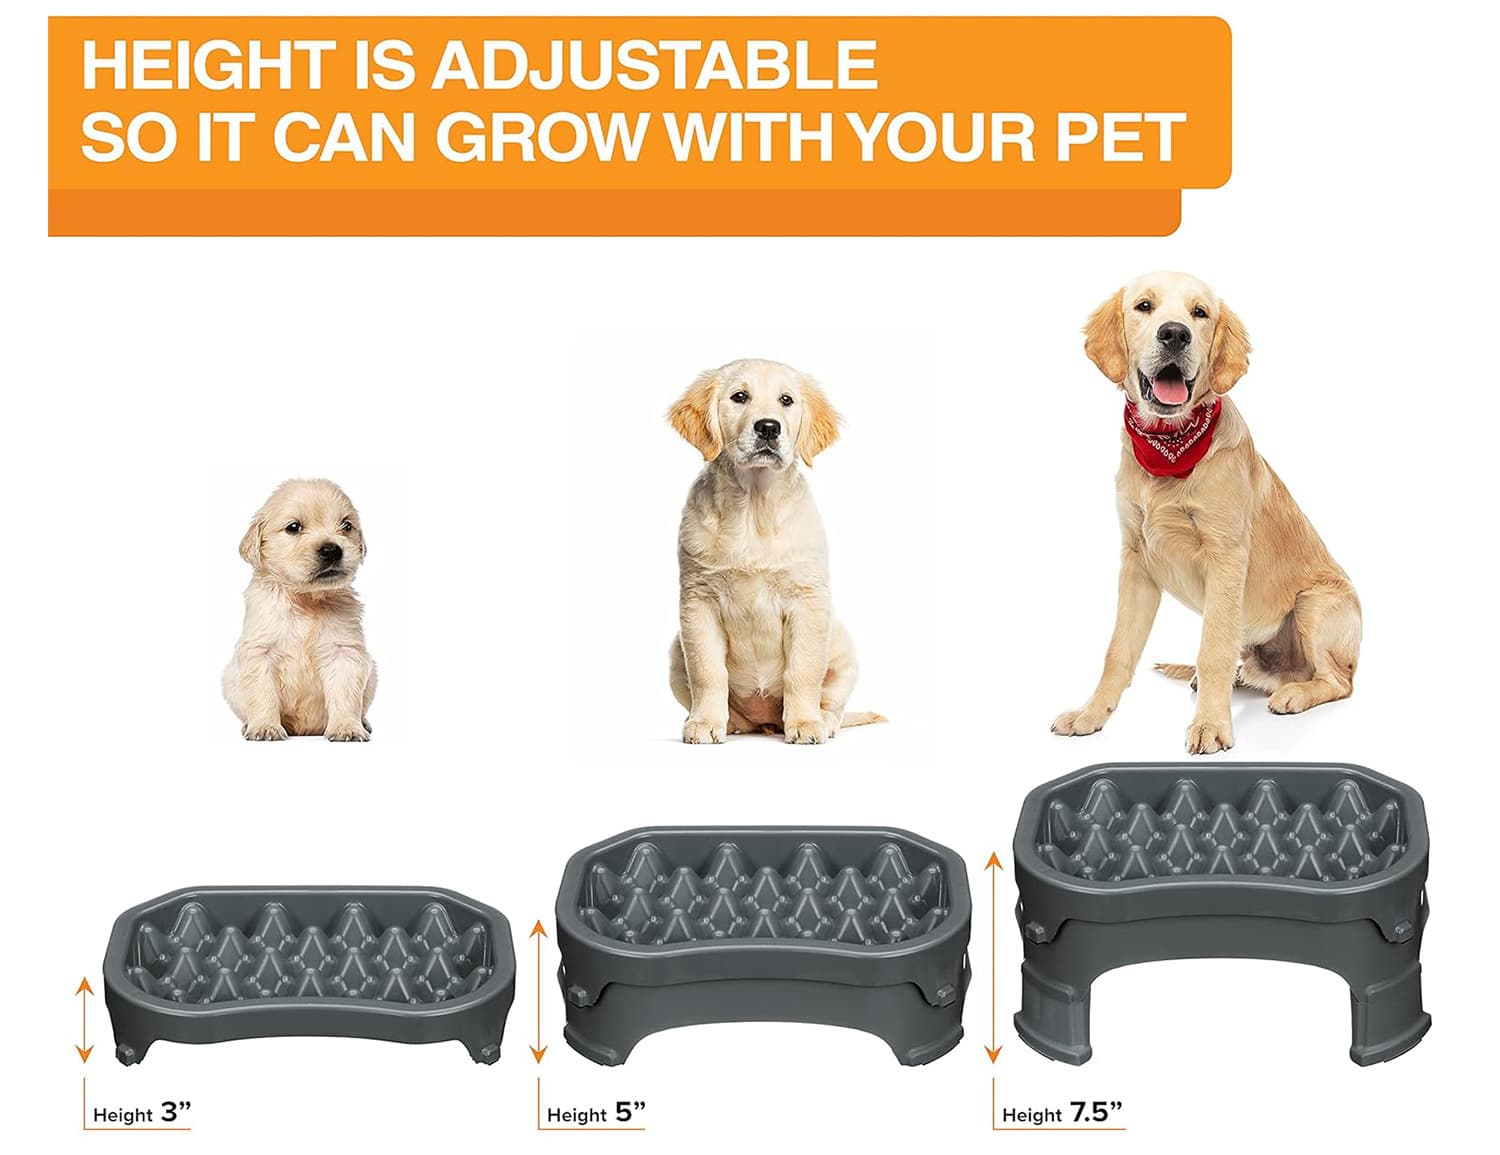 HEIGHT IS ADJUSTABLE
SO IT CAN GROW WITH YOUR PET
Height 3”
Height 5”
Height 7.5”